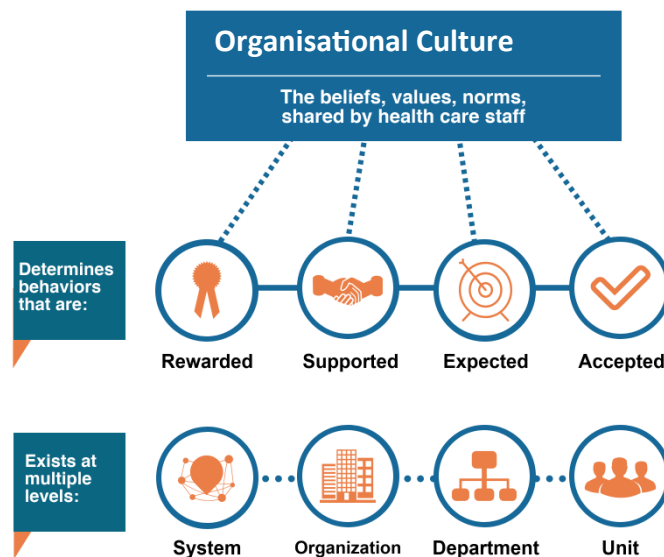 Organisational Culture
The beliefs, values, norms,
shared by health care staff
Determines
behaviors
that are:
Rewarded
Supported
Expected
Accepted
Exists at
multiple
levels:
System
Organization
Department
Unit